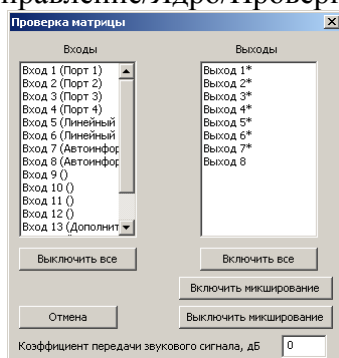 правление/Ядро/Провер
Проверка матрицы
Входы
Выходы
Вход 1 (Порт 1)
Вход 2 (Порт 2)
Вход 3 (Порт 3)
Вход 4 (Порт 4)
Вход 5 (Линейный
Вход 6 (Линейный
Вход 7 (Автоинфор
Вход 8 (Автоинфор
Вход 9 ()
Вход 10 ()
Вход 11 ()
Вход 12 ()
Вход 13 (Дополнит
Выход 1*
Выход 2*
Выход 3*
Выход 4*
Выход 5*
Выход 6*
Выход 7*
Выход 8
Выключить все
Включить все
Включить микширование
Отмена
Выключить микширование
Коэффициент передачи звукового сигнала, дБ
0